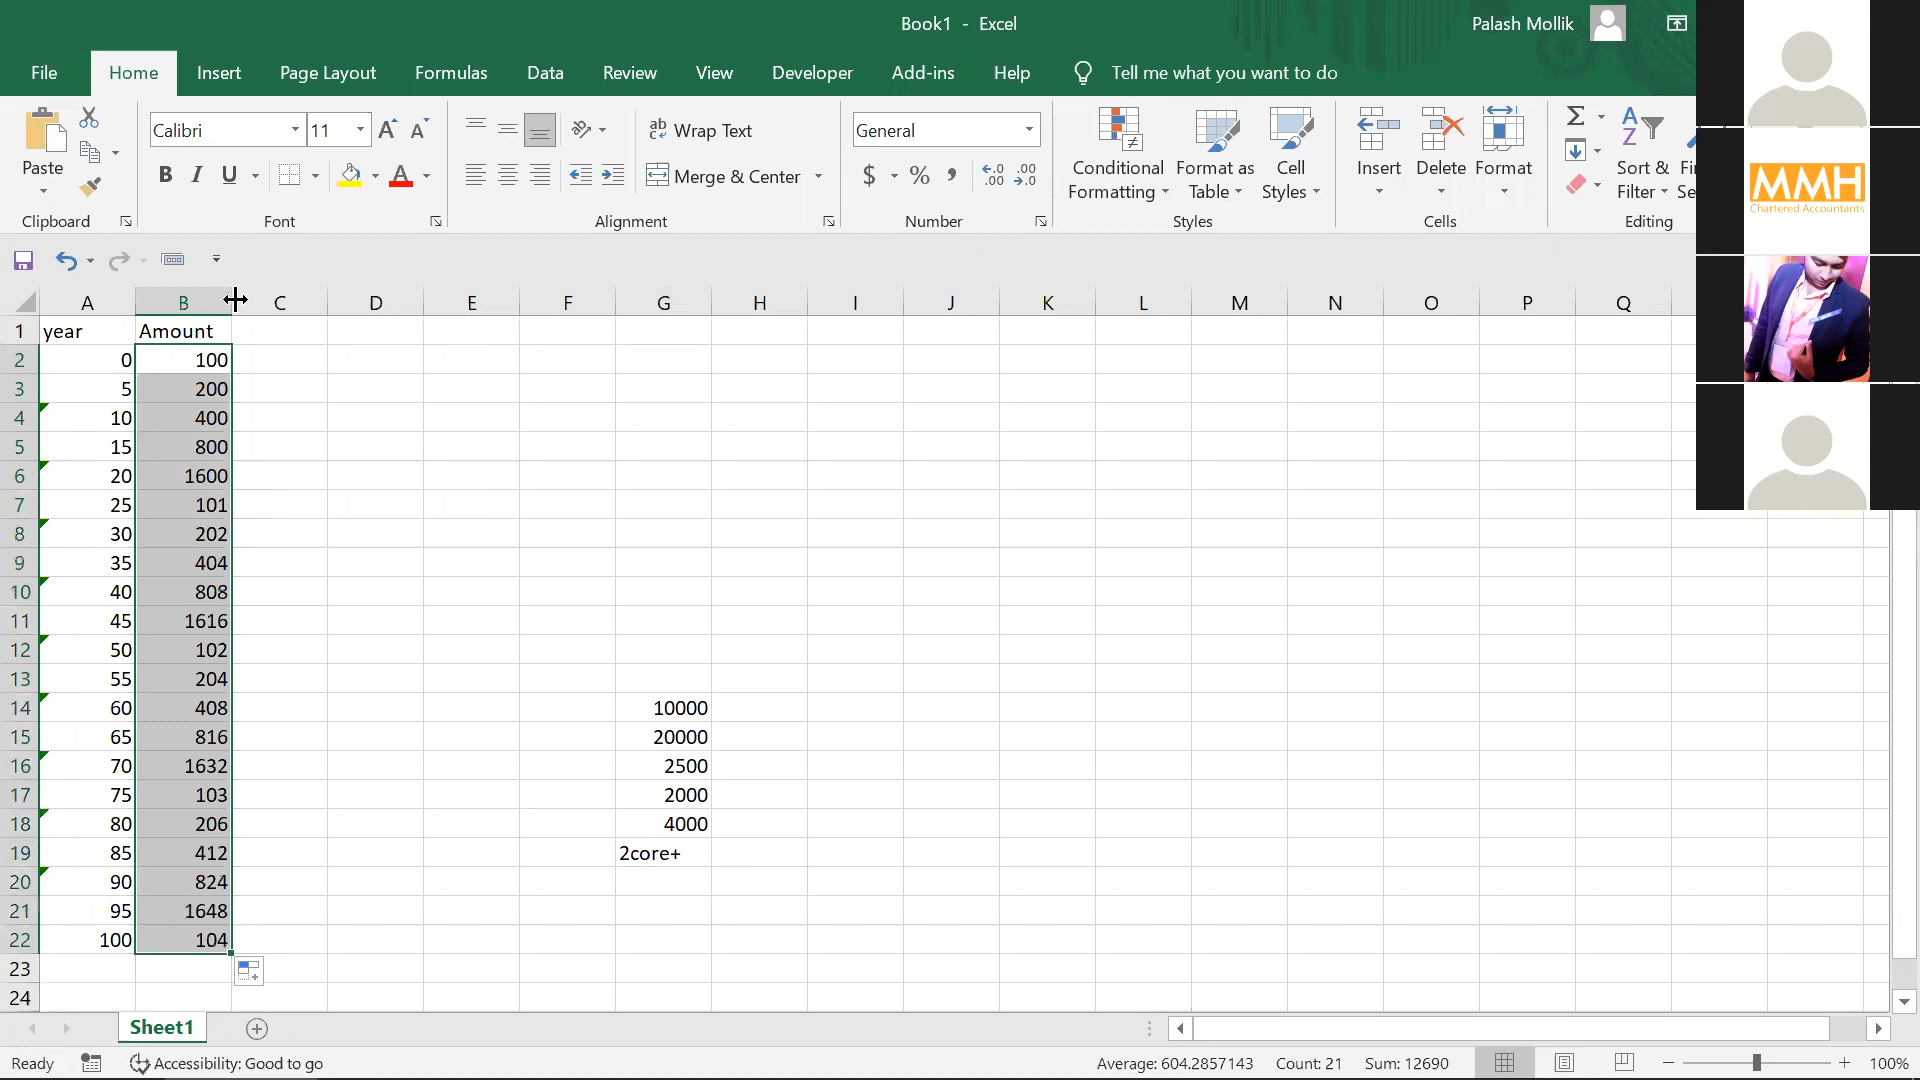 Book1 - Excel
Palash Mollik
File Home Insert Page Layout Formulas Data Review View Developer Add-ins Help Tell me what you want to do
Paste
Clipboard
Calibri 11
B I U
Font
Wrap Text
Merge & Center
Alignment
General
$ % ,
Number
Conditional Formatting
Format as Table
Cell Styles
Styles
Insert Delete Format
Cells
Sort & Filter
Editing
MMH
Chartered Accountants
A B C D E F G H I J K L M N O P Q
1 year Amount
2 0 100
3 5 200
4 10 400
5 15 800
6 20 1600
7 25 101
8 30 202
9 35 404
10 40 808
11 45 1616
12 50 102
13 55 204
14 60 408 10000
15 65 816 20000
16 70 1632 2500
17 75 103 2000
18 80 206 4000
19 85 412 2core+
20 90 824
21 95 1648
22 100 104
23
24
Sheet1
Ready Accessibility: Good to go Average: 604.2857143 Count: 21 Sum: 12690 100%